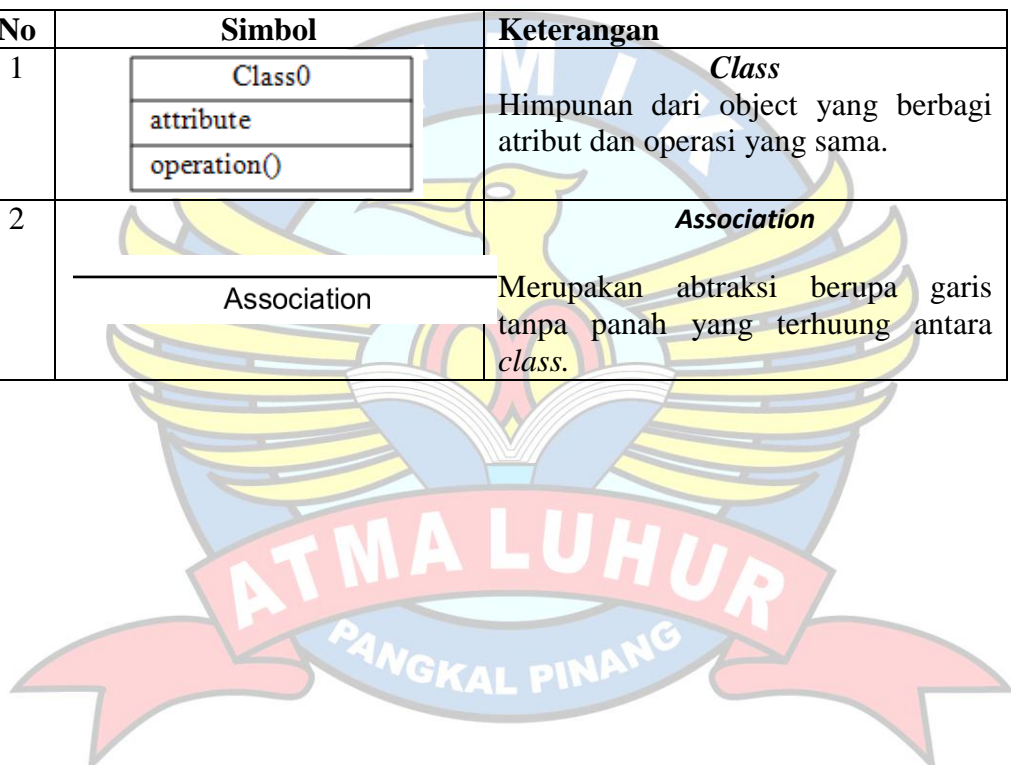 No Simbol Keterangan
1 Class0 Class
attribute
operation()
Himpunan dari object yang berbagi
atribut dan operasi yang sama.
2 Association
Association
Merupakan abtraksi berupa garis
tanpa panah yang terhuung antara
class.
T M I K
ATMA LUHUR
PANGKAL PINANG